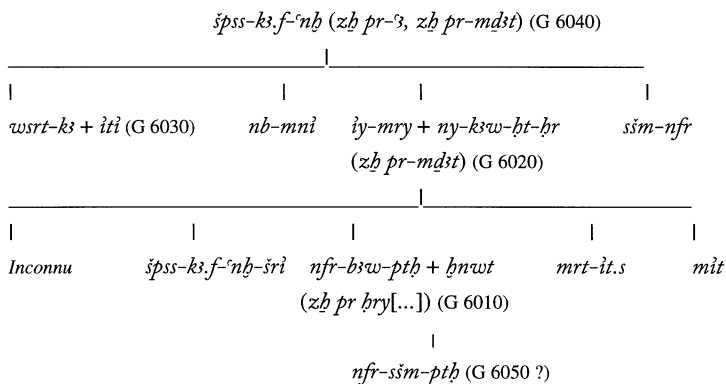 špss-kꜣ.f-ꜥnḫ (zẖ pr-ꜥꜣ, zẖ pr-mḏꜣt) (G 6040)
wsrt-kꜣ + ỉtỉ (G 6030) nb-mnỉ ỉy-mry + ny-kꜣw-ḥt-ḥr sšm-nfr
(zẖ pr-mḏꜣt) (G 6020)
Inconnu špss-kꜣ.f-ꜥnḫ-šrỉ nfr-bꜣw-ptḥ + ḫnwt mrt-ỉt.s mỉt
(zẖ pr ḥry[...]) (G 6010)
nfr-sšm-ptḥ (G 6050 ?)